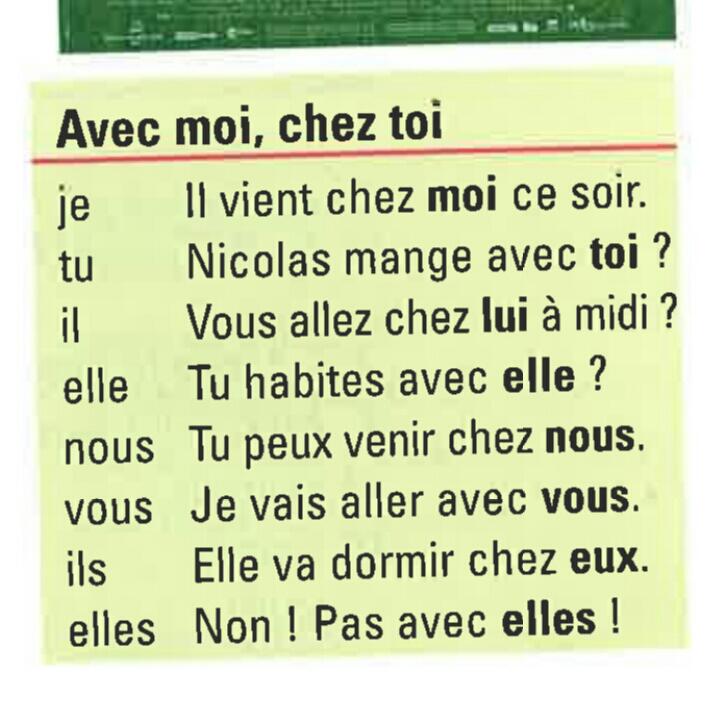 Avec moi, chez toi
je Il vient chez moi ce soir.
tu Nicolas mange avec toi ?
il Vous allez chez lui à midi ?
elle Tu habites avec elle ?
nous Tu peux venir chez nous.
vous Je vais aller avec vous.
ils Elle va dormir chez eux.
elles Non ! Pas avec elles !